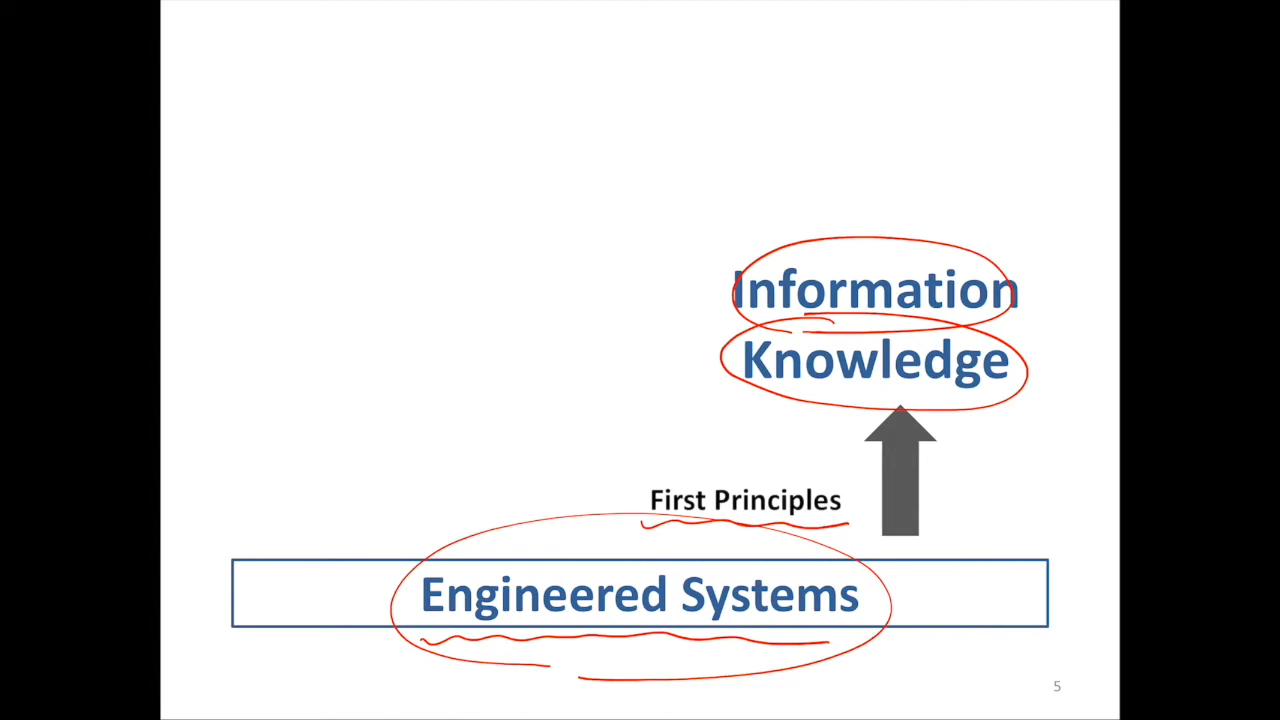 Information
Knowledge
First Principles
Engineered Systems
5